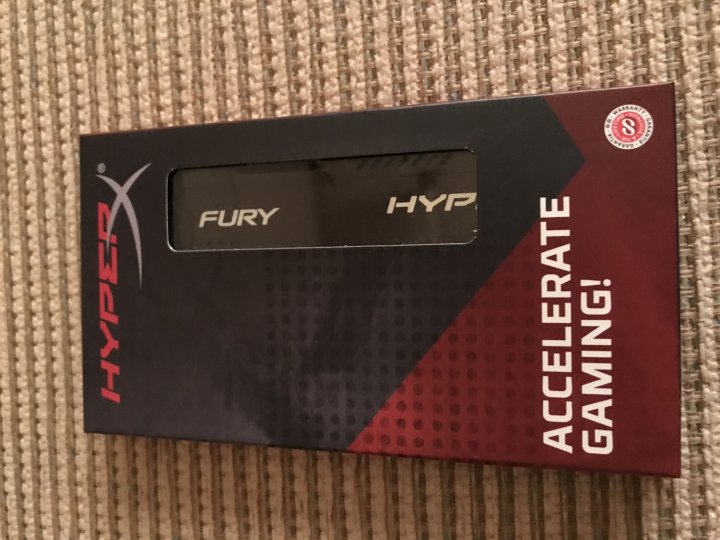 HYPERX®
FURY
HYP
ACCELERATE
GAMING!